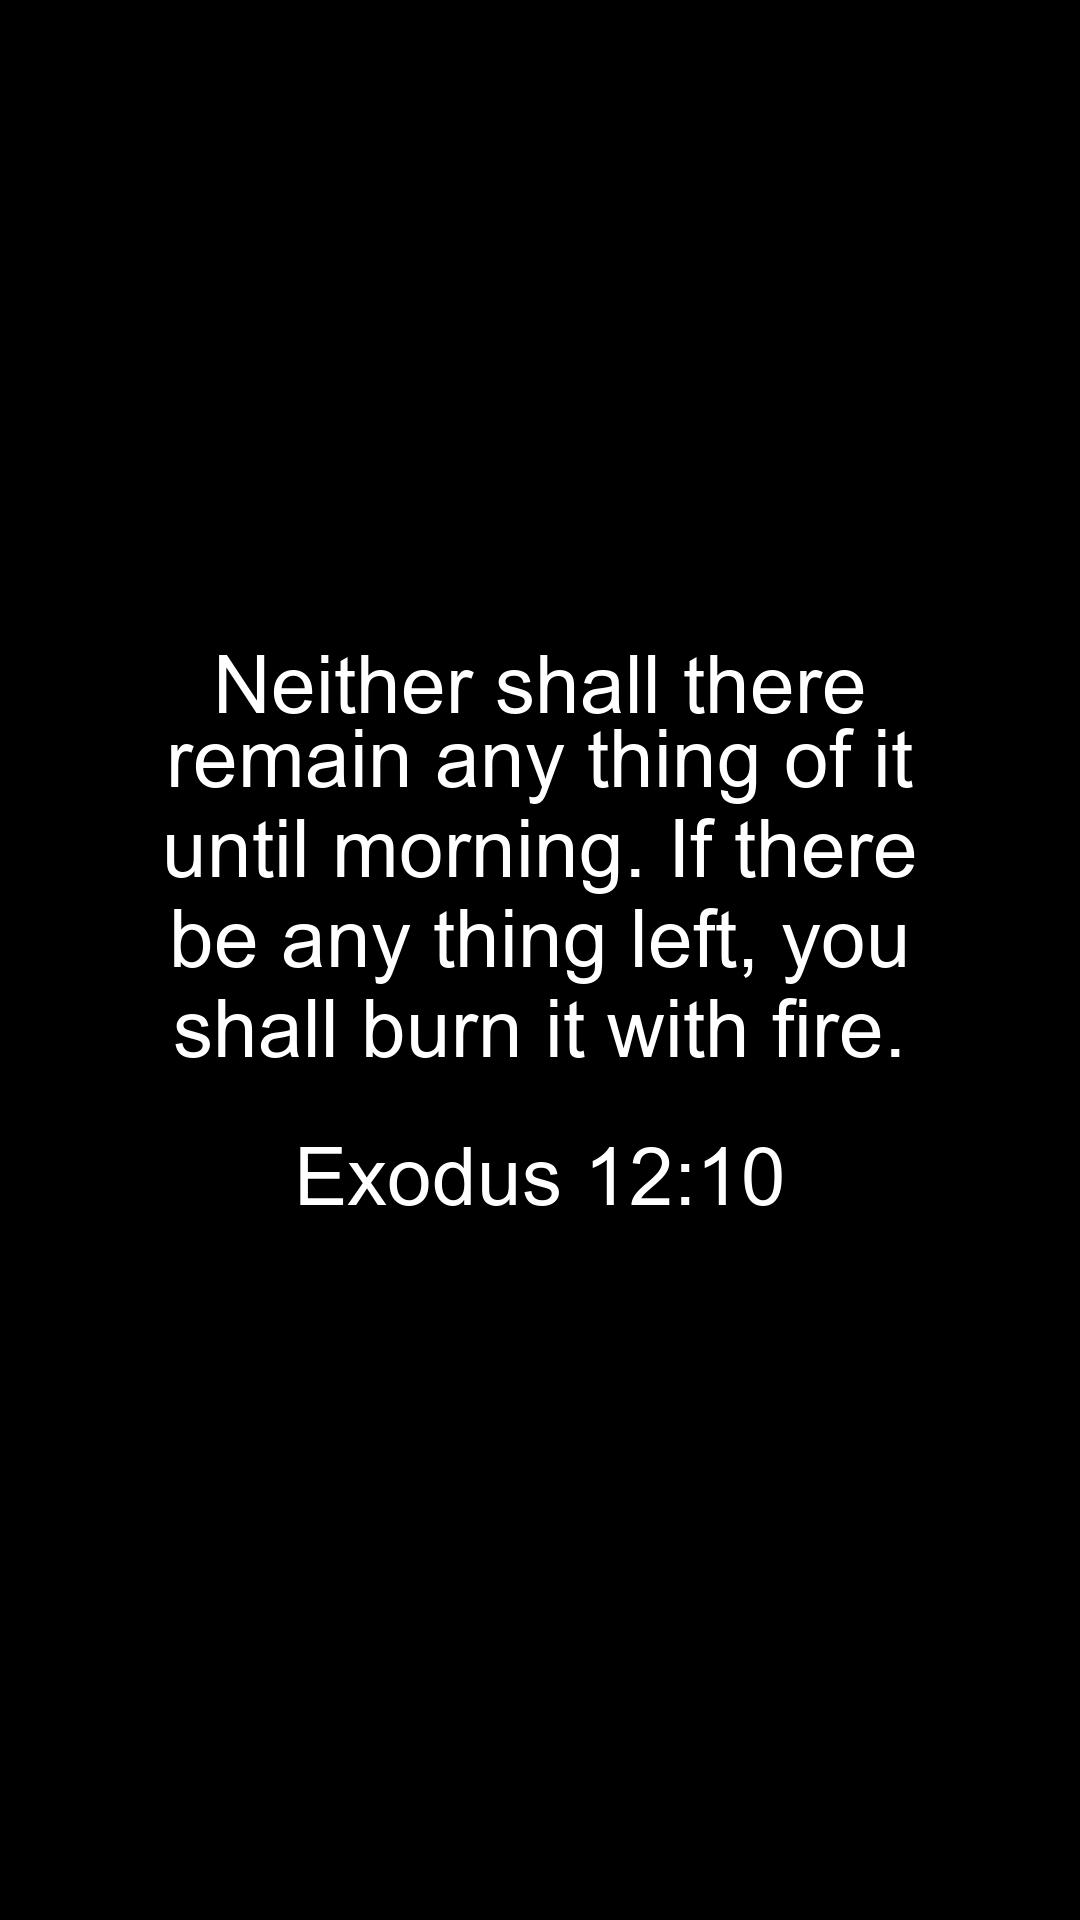 Neither shall there
remain any thing of it
until morning. If there
be any thing left, you
shall burn it with fire.
Exodus 12:10